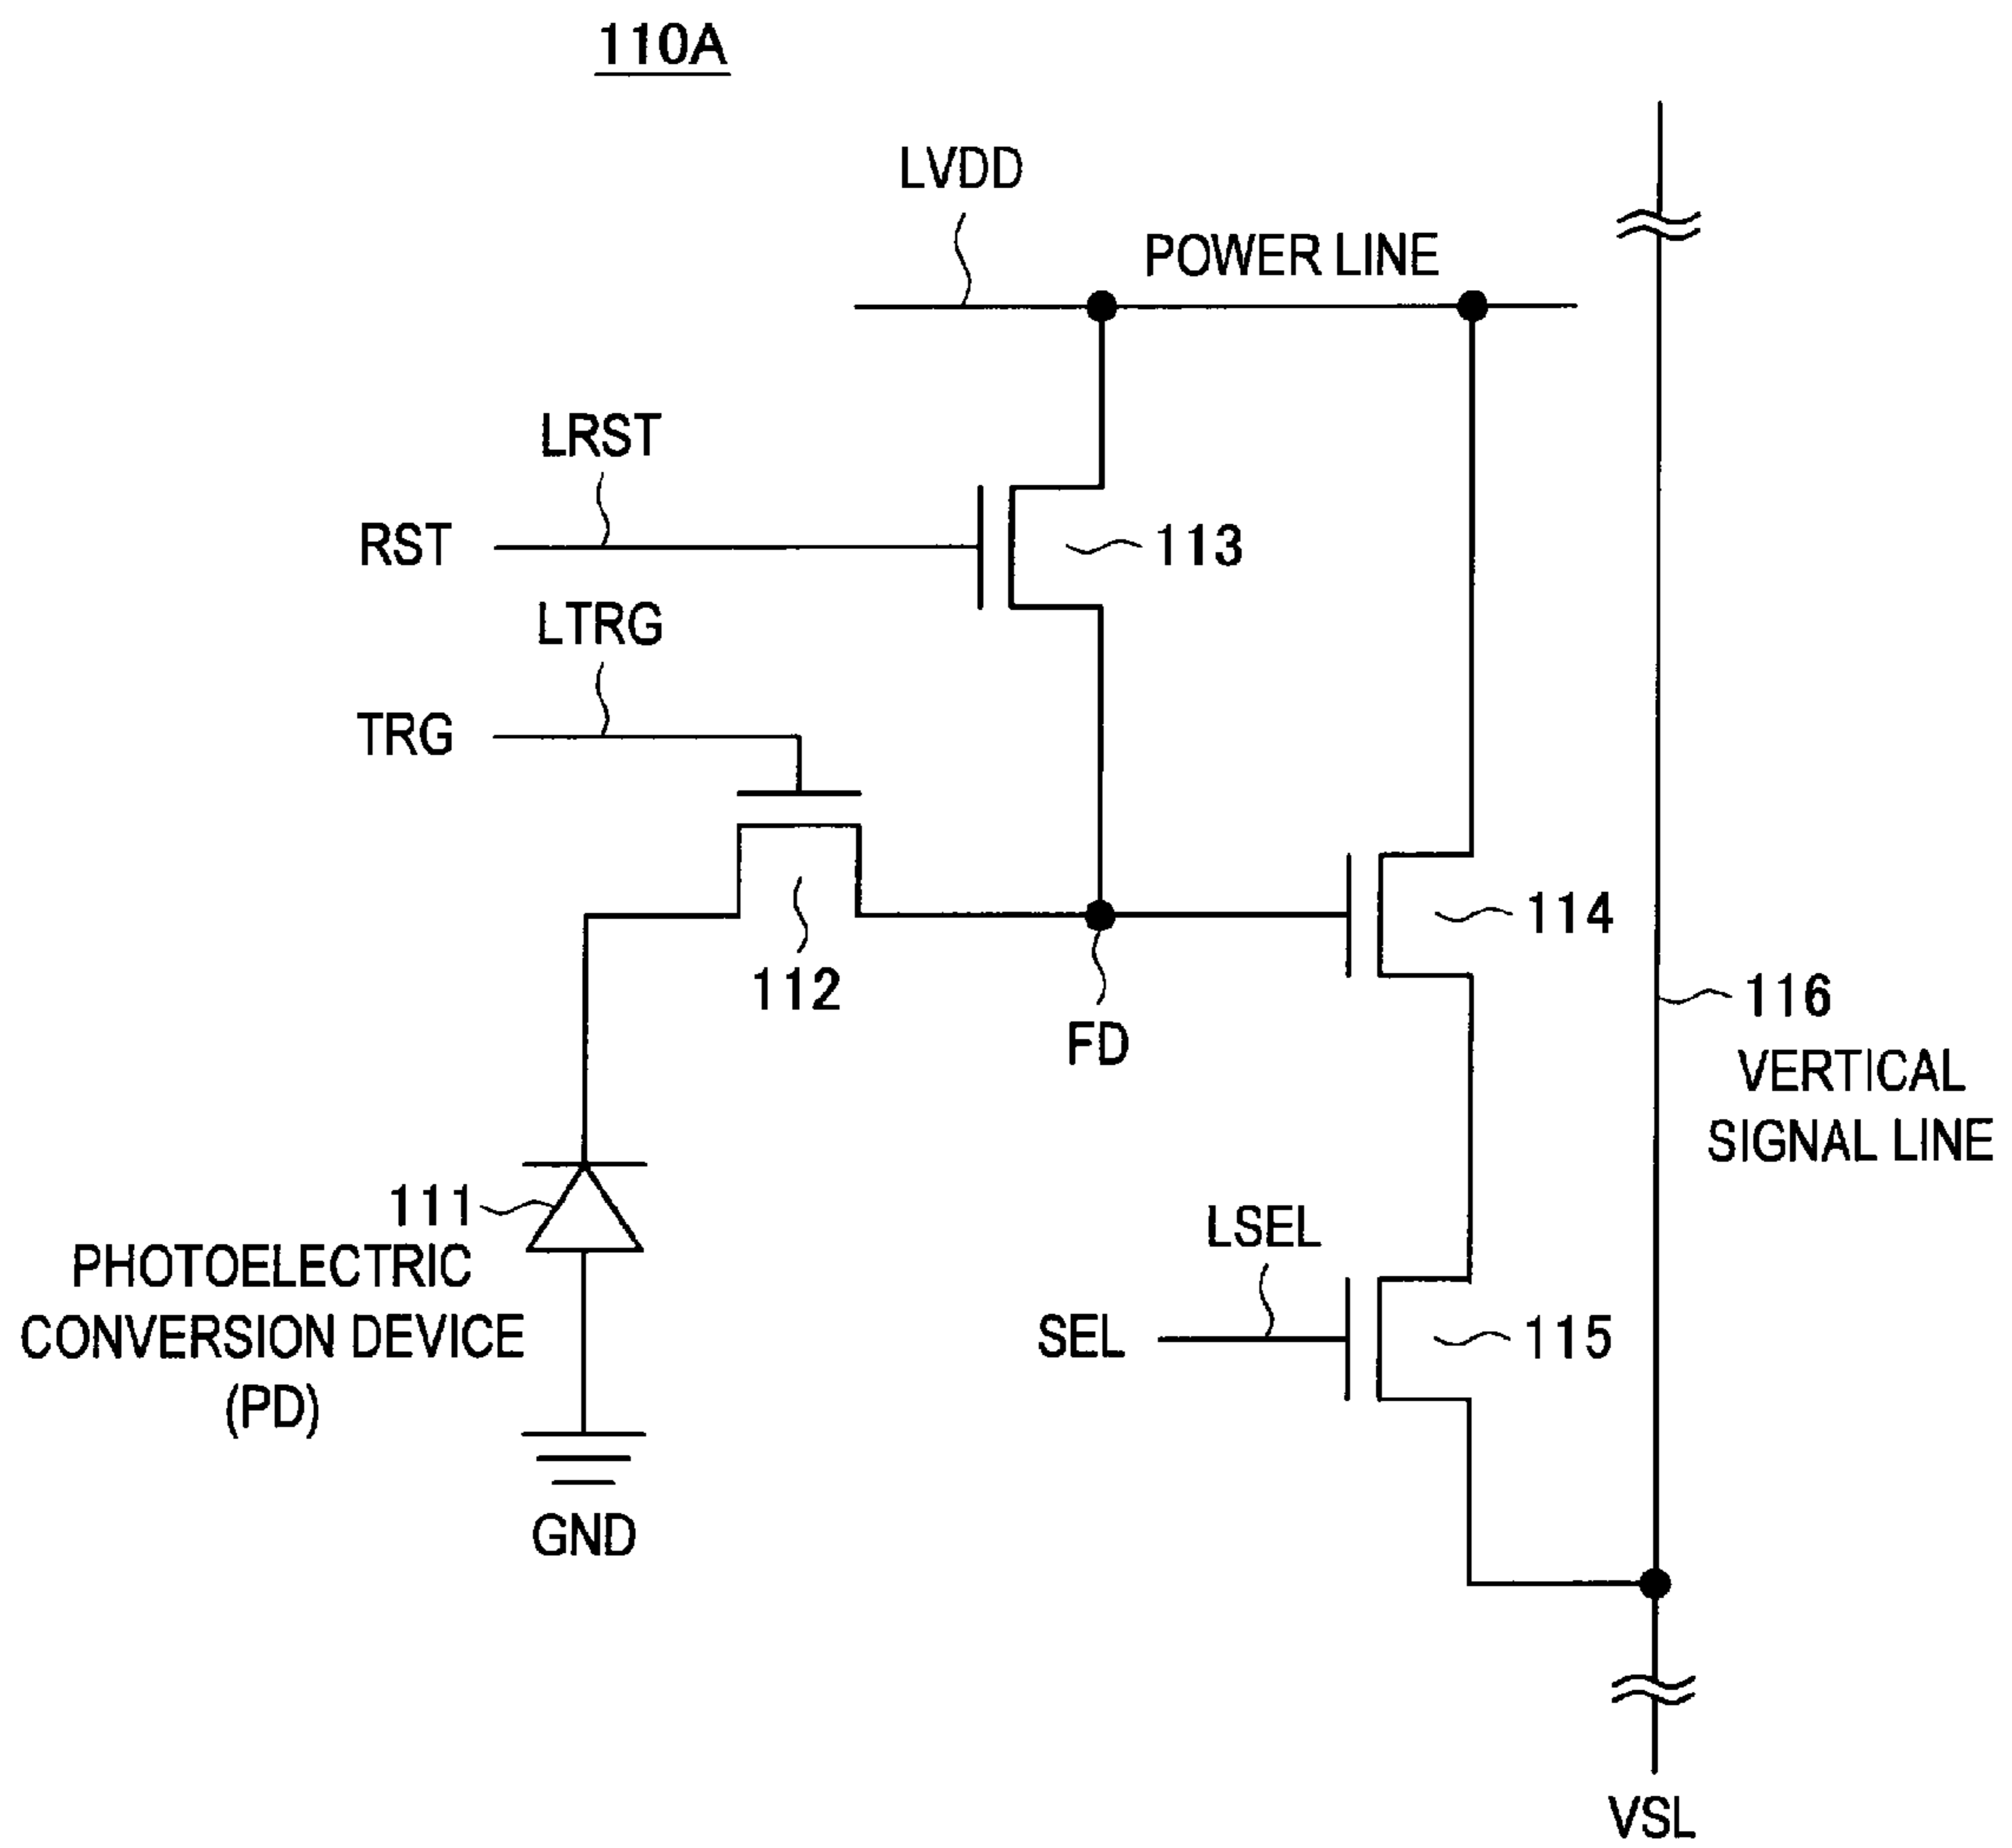 110A
LVDD
POWER LINE
LRST
RST
113
LTRG
TRG
114
112
116
FD
VERTICAL
SIGNAL LINE
111
LSEL
PHOTOELECTRIC
CONVERSION DEVICE
(PD)
SEL
115
GND
VSL